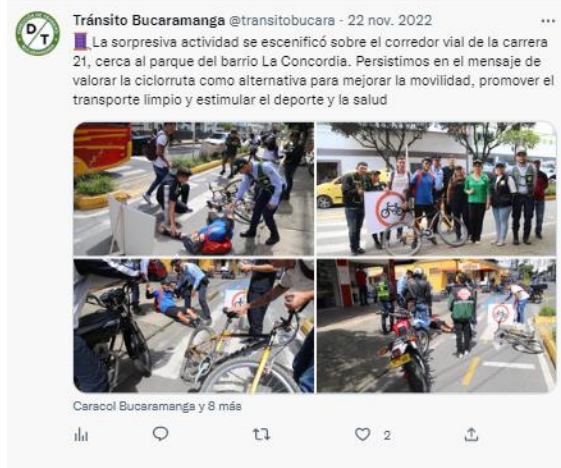 Tránsito Bucaramanga @transitobucara · 22 nov. 2022
La sorpresiva actividad se escenificó sobre el corredor vial de la carrera
21, cerca al parque del barrio La Concordia. Persistimos en el mensaje de
valorar la ciclorruta como alternativa para mejorar la movilidad, promover el
transporte limpio y estimular el deporte y la salud
Caracol Bucaramanga y 8 más
2